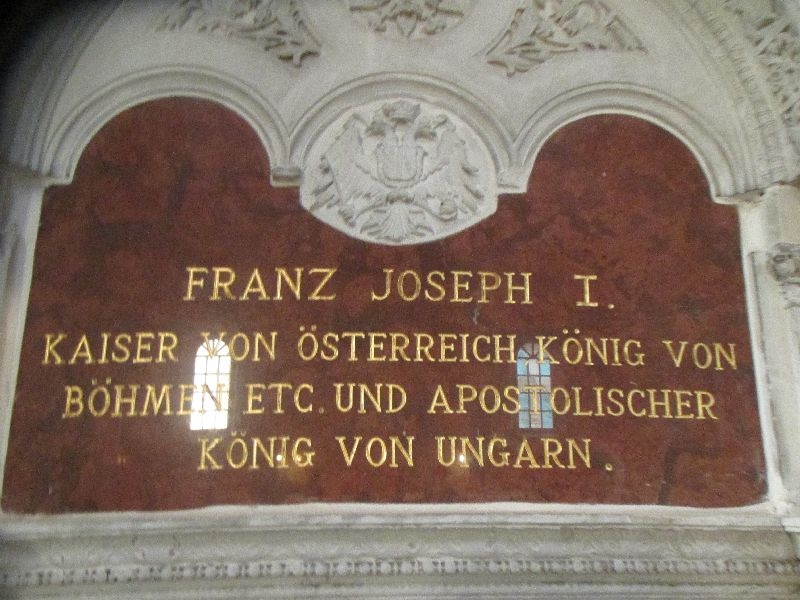 FRANZ JOSEPH I.
KAISER VON ÖSTERREICH, KÖNIG VON
BÖHMEN ETC. UND APOSTOLISCHER
KÖNIG VON UNGARN.